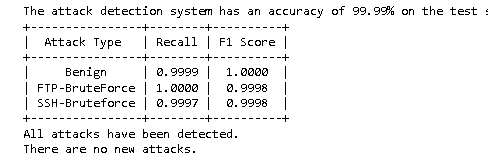 The attack detection system has an accuracy of 99.99% on the test s
+----------------+--------+----------+
| Attack Type | Recall | F1 Score |
+----------------+--------+----------+
| Benign | 0.9999 | 1.0000 |
| FTP-BruteForce | 1.0000 | 0.9998 |
| SSH-Bruteforce | 0.9997 | 0.9998 |
+----------------+--------+----------+
All attacks have been detected.
There are no new attacks.